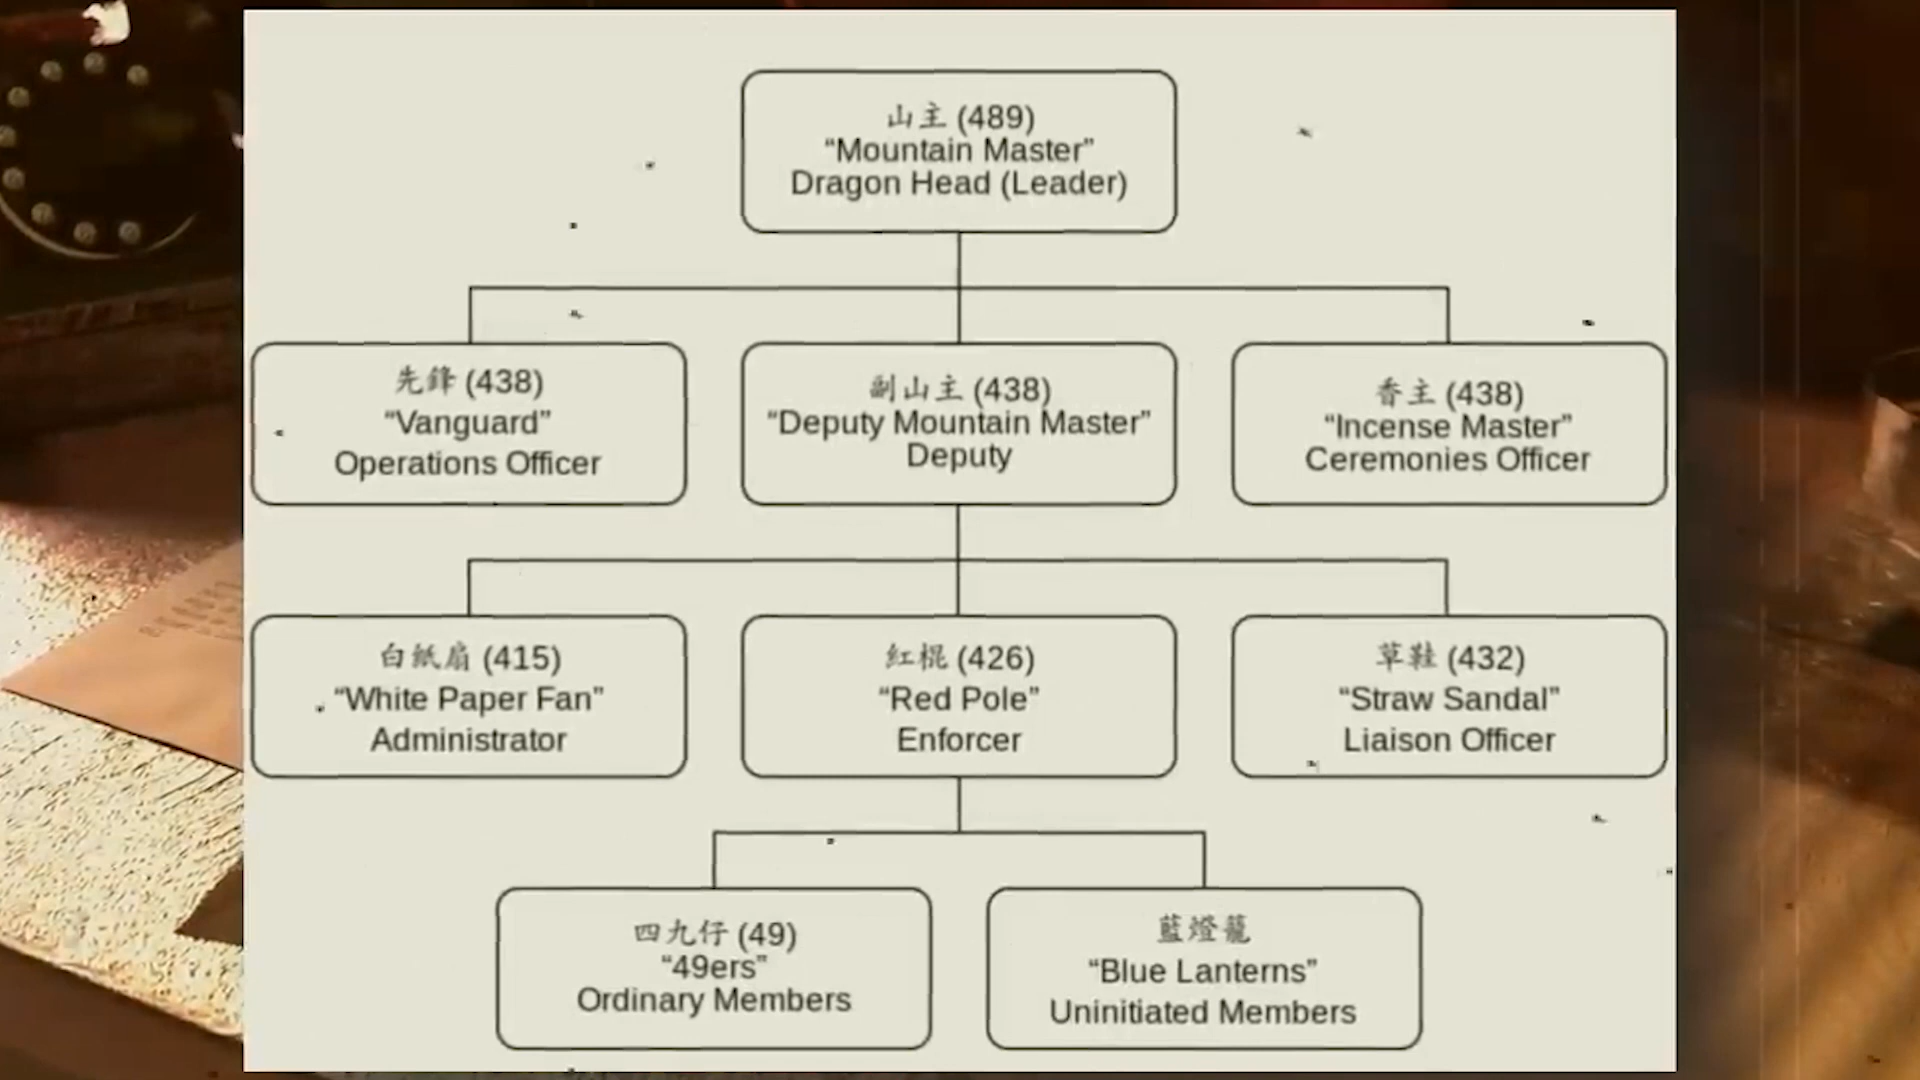 山主 (489)
“Mountain Master”
Dragon Head (Leader)
先鋒 (438)
“Vanguard”
Operations Officer
副山主 (438)
“Deputy Mountain Master”
Deputy
香主 (438)
“Incense Master”
Ceremonies Officer
白紙扇 (415)
“White Paper Fan”
Administrator
紅棍 (426)
“Red Pole”
Enforcer
草鞋 (432)
“Straw Sandal”
Liaison Officer
四九仔 (49)
“49ers”
Ordinary Members
藍燈籠
“Blue Lanterns”
Uninitiated Members